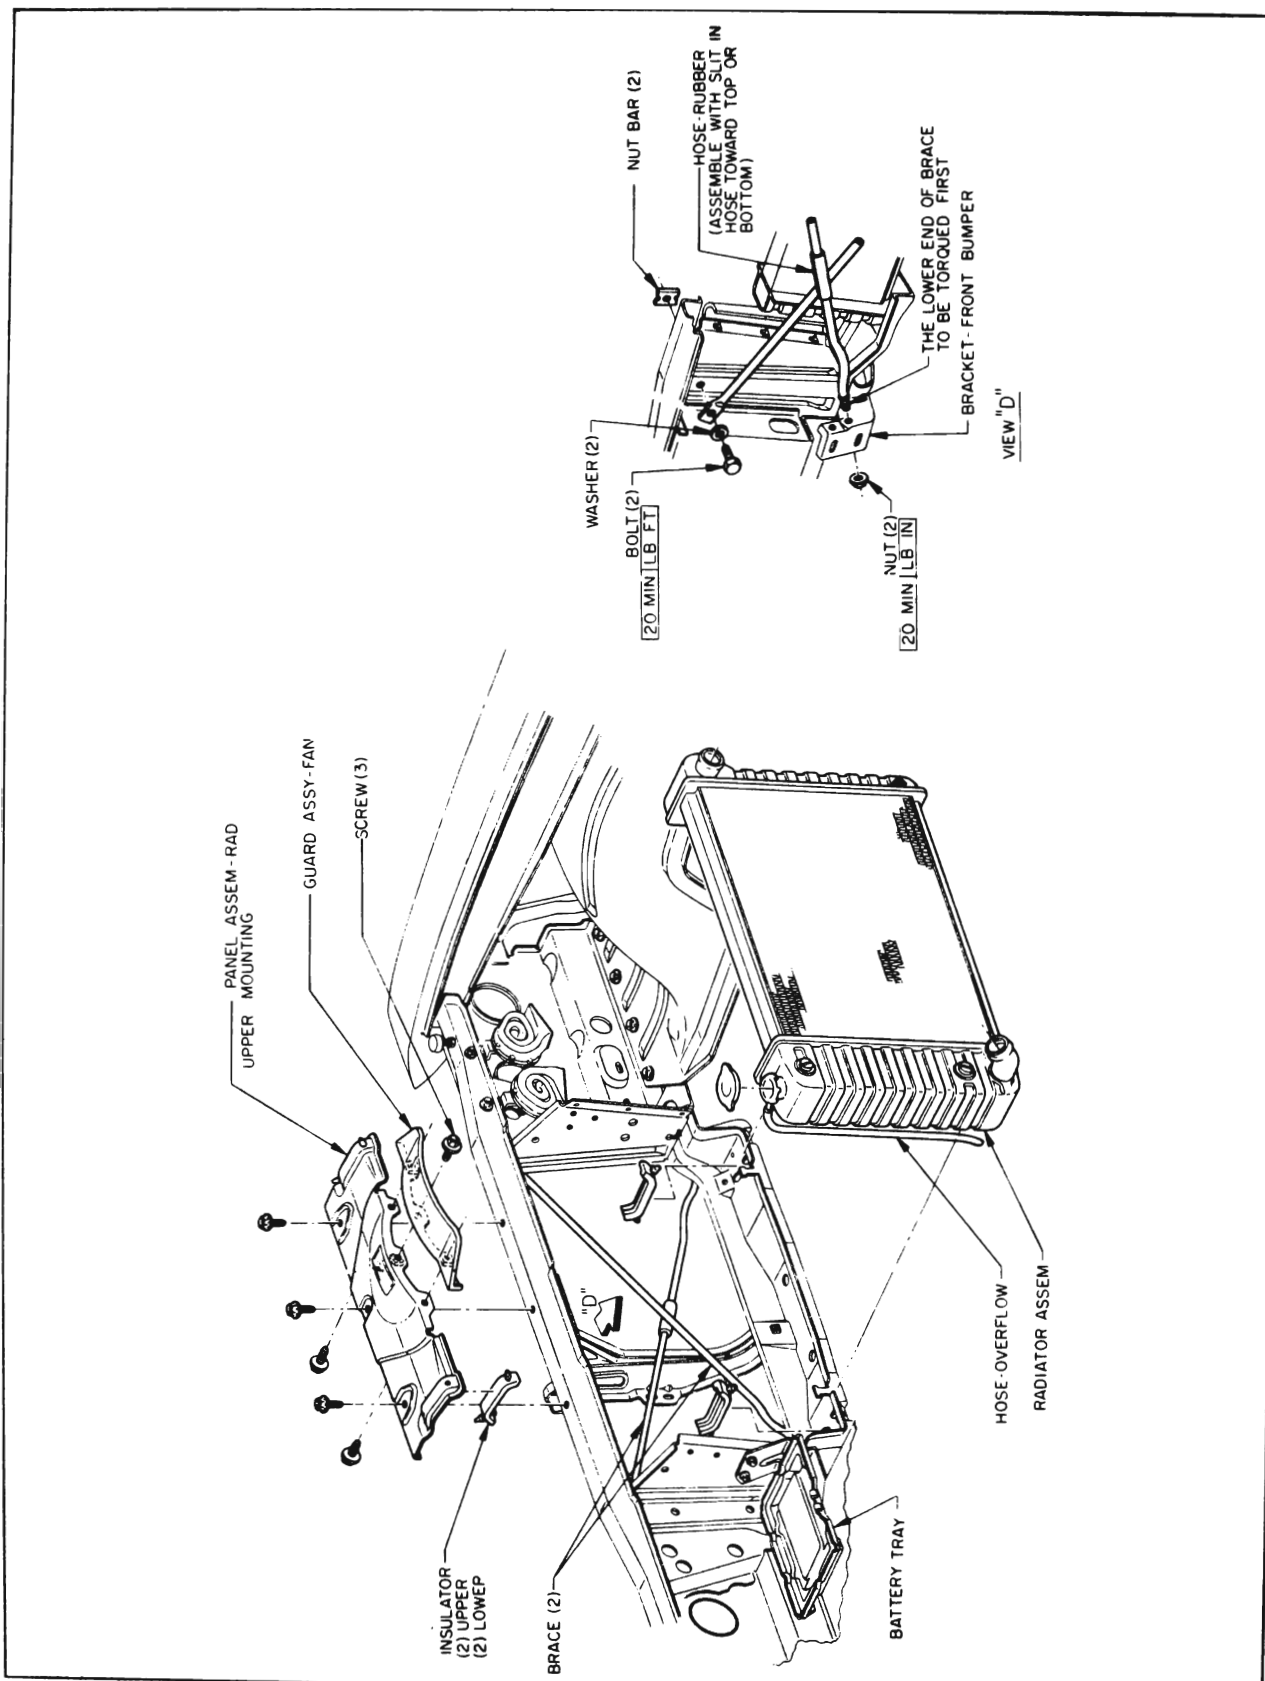 PANEL ASSEM-RAD
UPPER MOUNTING
GUARD ASSY-FAN
SCREW (3)
INSULATOR
(2) UPPER
(2) LOWEP
BRACE (2)
"D"
BATTERY TRAY
HOSE-OVERFLOW
RADIATOR ASSEM
NUT BAR (2)
HOSE-RUBBER
(ASSEMBLE WITH SLIT IN
HOSE TOWARD TOP OR
BOTTOM)
WASHER (2)
BOLT (2)
20 MIN LB FT
NUT (2)
20 MIN LB IN
THE LOWER END OF BRACE
TO BE TORQUED FIRST
BRACKET-FRONT BUMPER
VIEW "D"